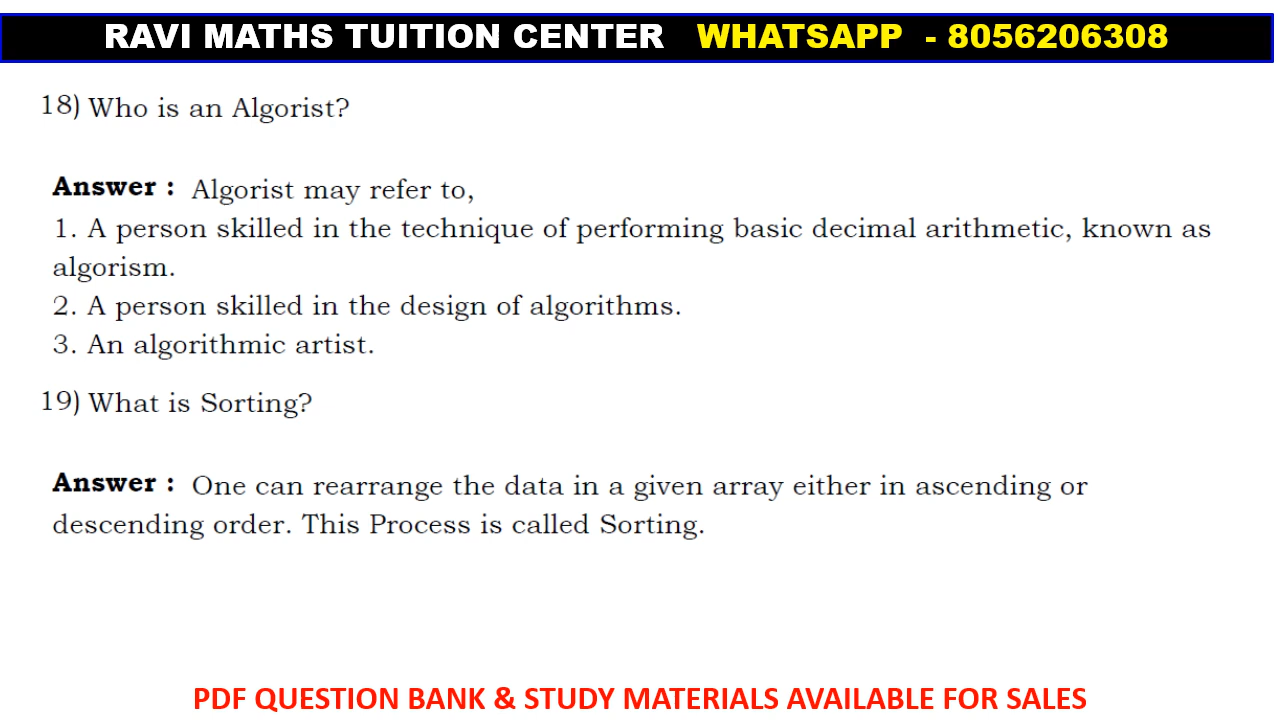 RAVI MATHS TUITION CENTER WHATSAPP - 8056206308
18) Who is an Algorist?
Answer : Algorist may refer to,
1. A person skilled in the technique of performing basic decimal arithmetic, known as
algorism.
2. A person skilled in the design of algorithms.
3. An algorithmic artist.
19) What is Sorting?
Answer : One can rearrange the data in a given array either in ascending or
descending order. This Process is called Sorting.
PDF QUESTION BANK & STUDY MATERIALS AVAILABLE FOR SALES